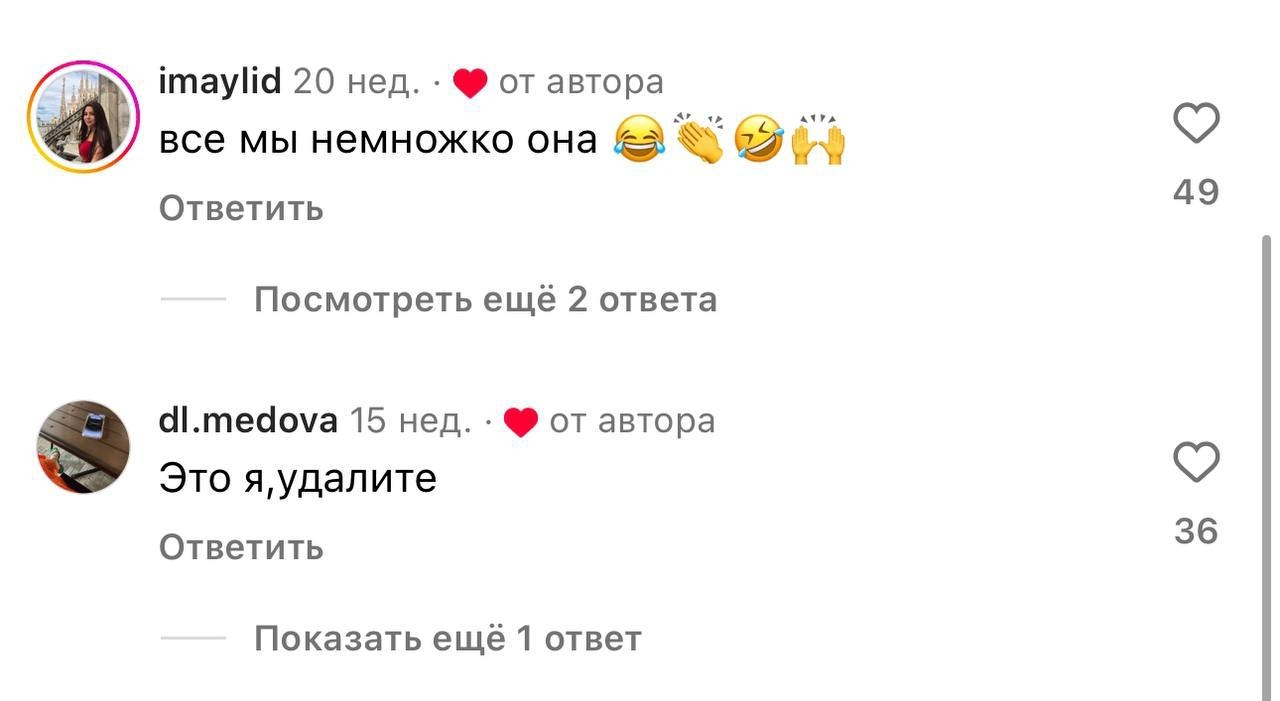 imaylid 20 нед. · ❤️ от автора
все мы немножко она 😂👏🤣🙌
49
Ответить
Посмотреть ещё 2 ответа
dl.medova 15 нед. · ❤️ от автора
Это я,удалите
36
Ответить
Показать ещё 1 ответ